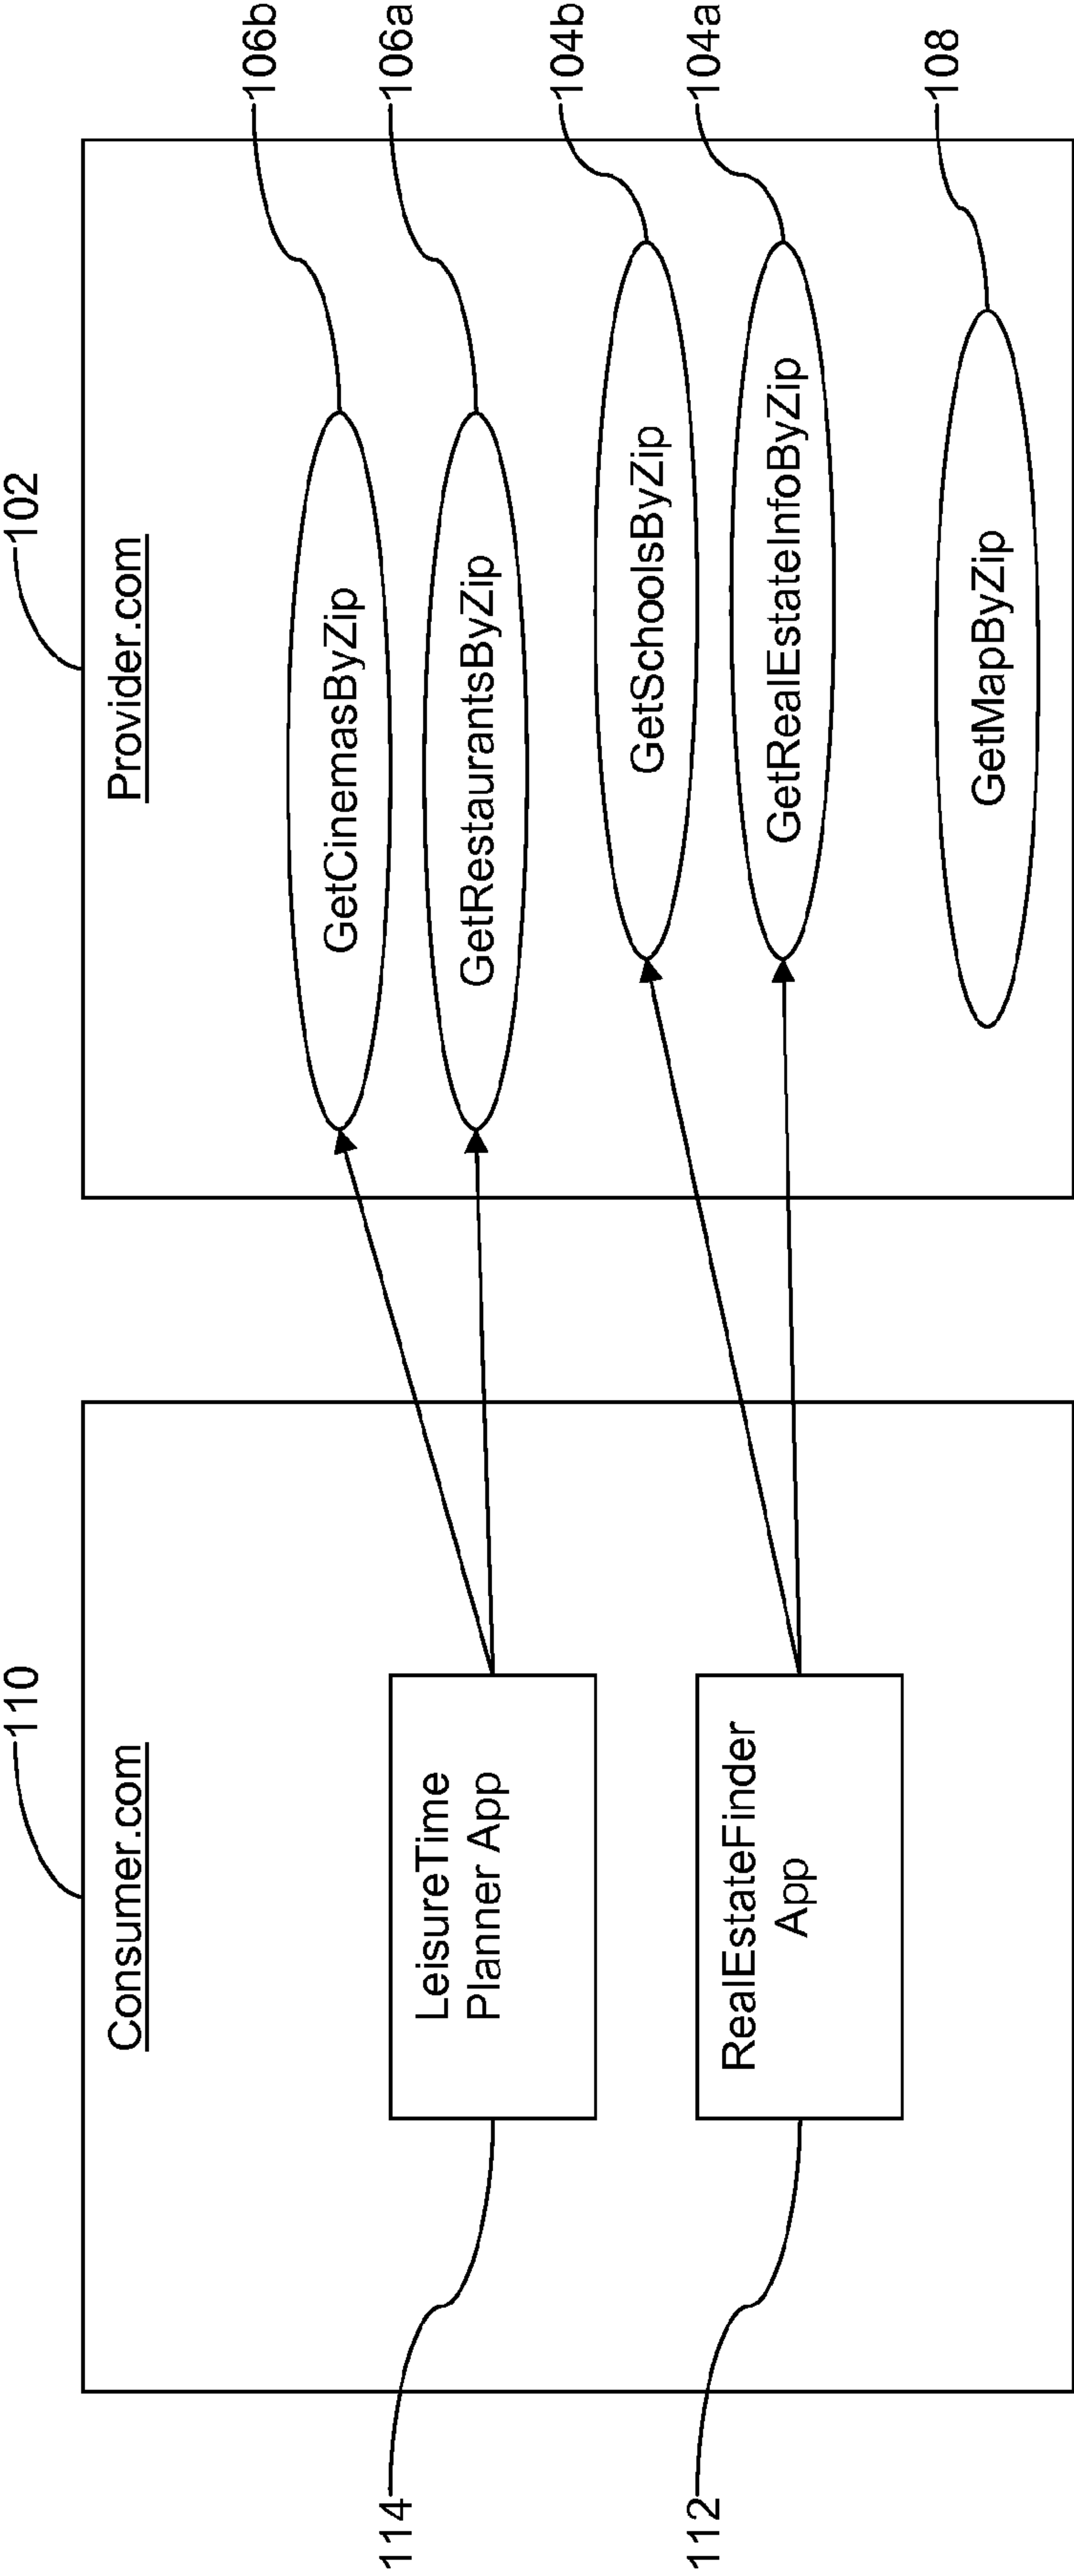 110
Consumer.com
LeisureTime
Planner App
114
RealEstateFinder
App
112
102
Provider.com
GetCinemasByZip
106b
GetRestaurantsByZip
106a
GetSchoolsByZip
104b
GetRealEstateInfoByZip
104a
GetMapByZip
108